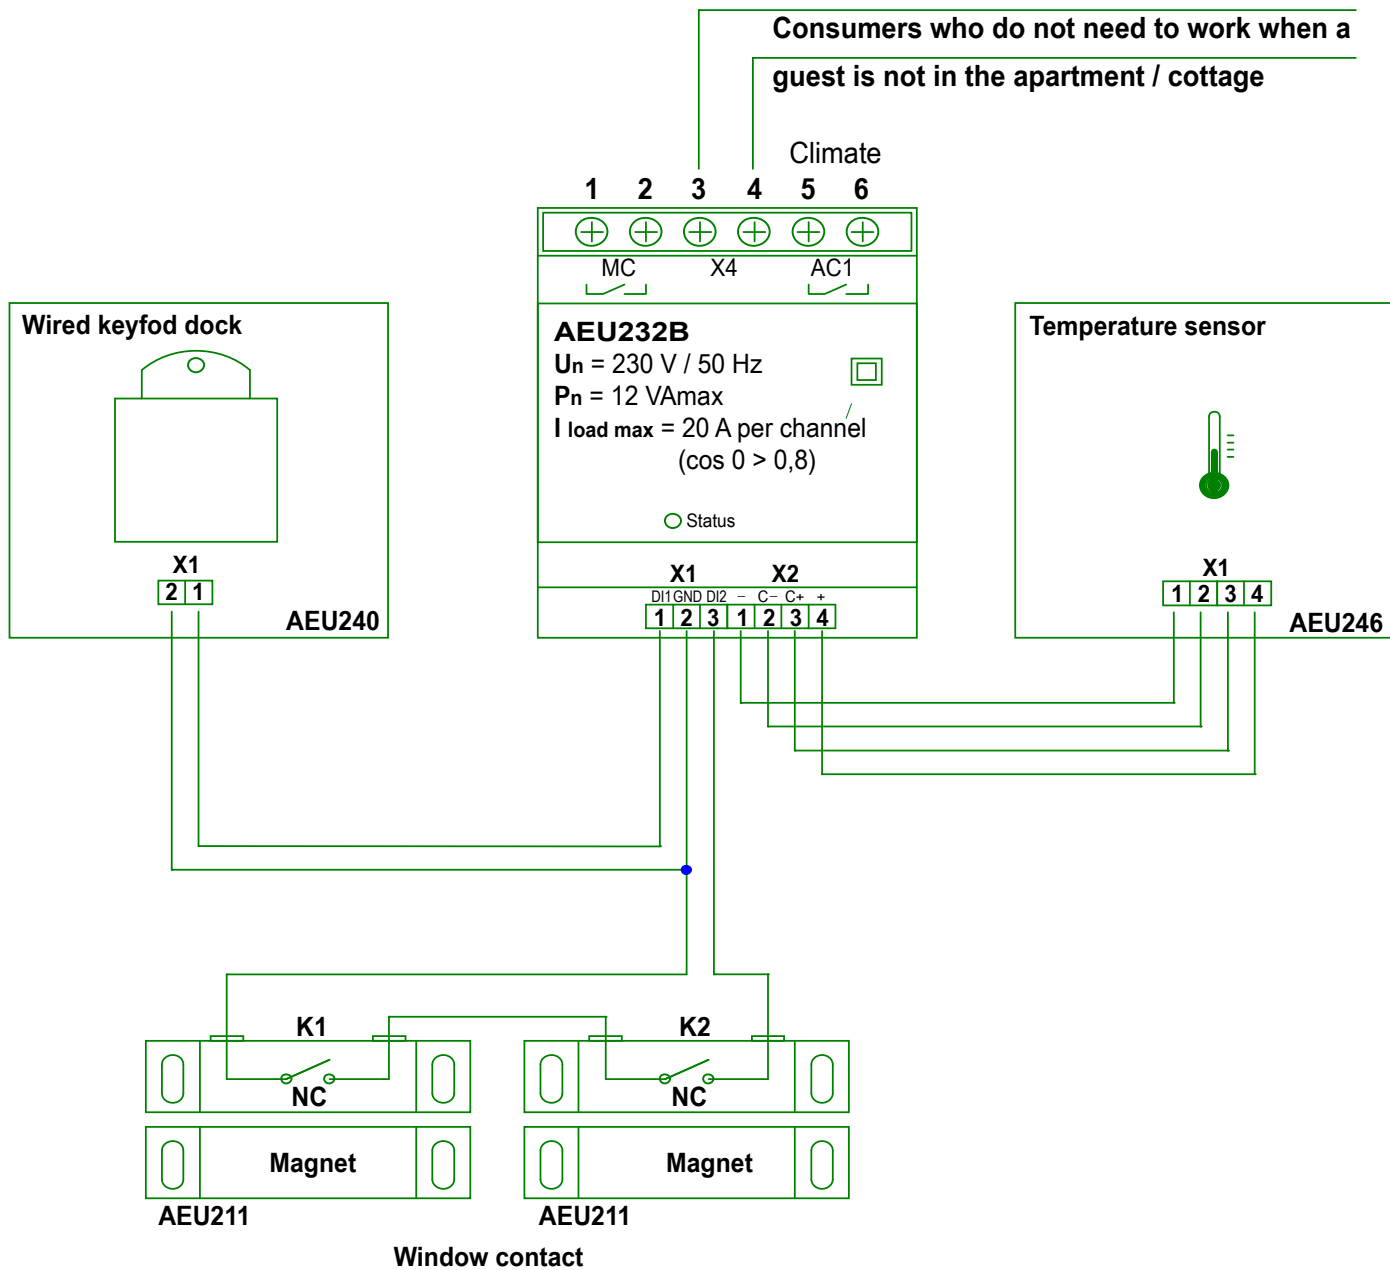 Consumers who do not need to work when a
guest is not in the apartment / cottage
Climate
1 2 3 4 5 6
MC X4 AC1
Wired keyfod dock
X1
2 1
AEU240
AEU232B
Un = 230 V / 50 Hz
Pn = 12 VAmax
I load max = 20 A per channel
(cos 0 > 0,8)
Status
X1 X2
DI1 GND DI2 − C− C+ +
1 2 3 1 2 3 4
Temperature sensor
X1
1 2 3 4
AEU246
K1
NC
Magnet
AEU211
K2
NC
Magnet
AEU211
Window contact